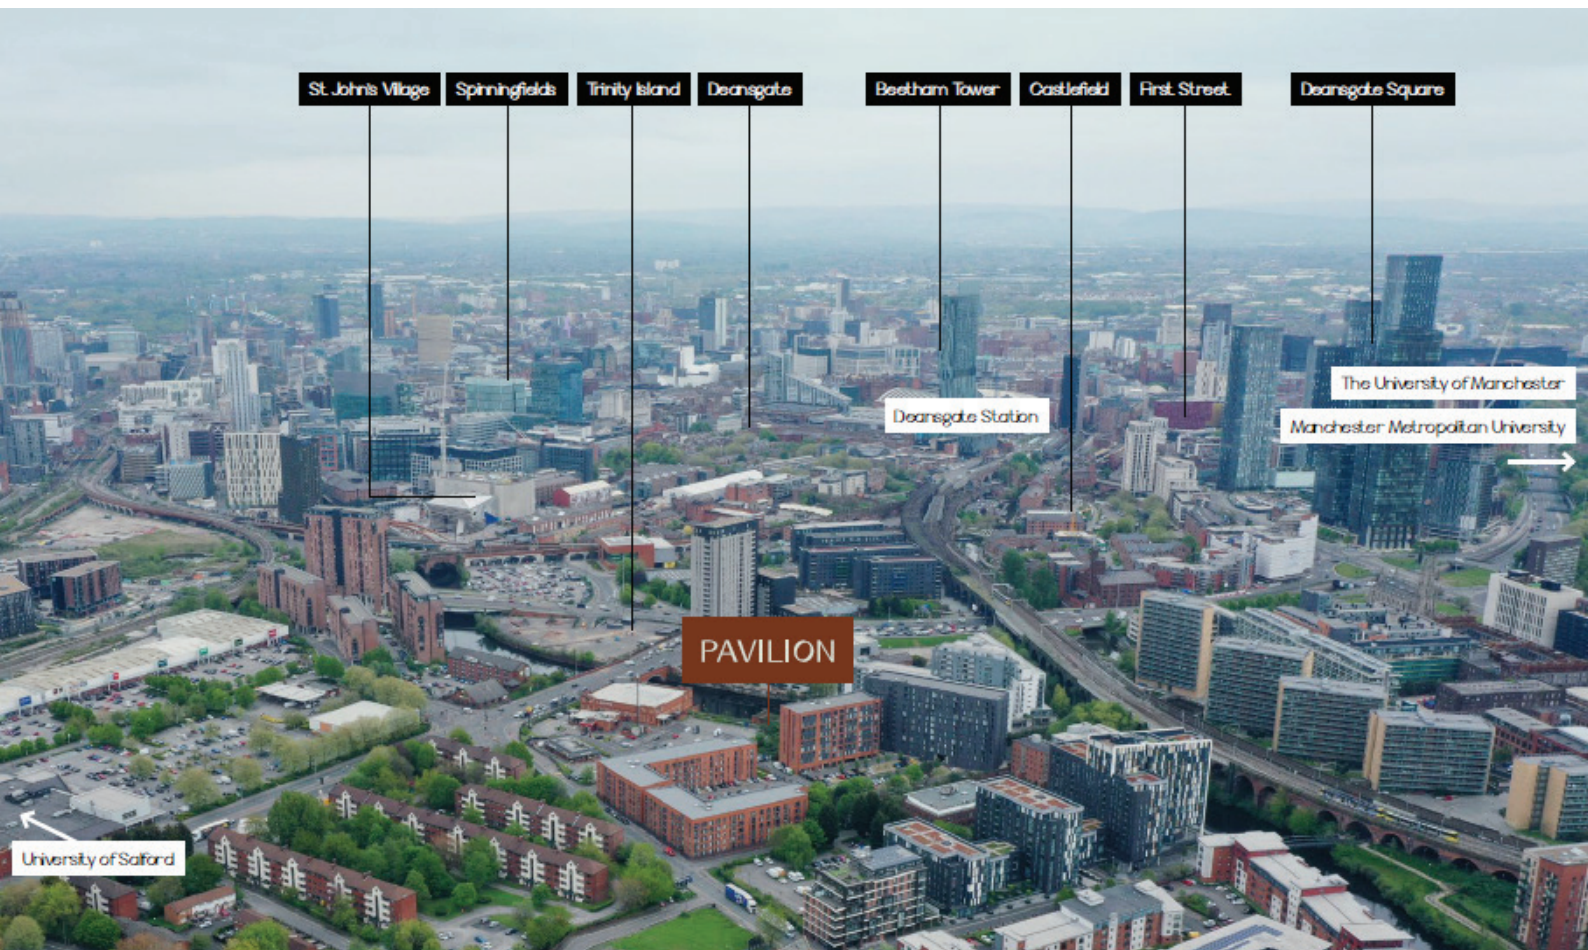 St. John's Village
Spinningfields
Trinity Island
Deansgate
Beetham Tower
Castlefield
First Street
Deansgate Square
The University of Manchester
Deansgate Station
Manchester Metropolitan University
PAVILION
University of Salford